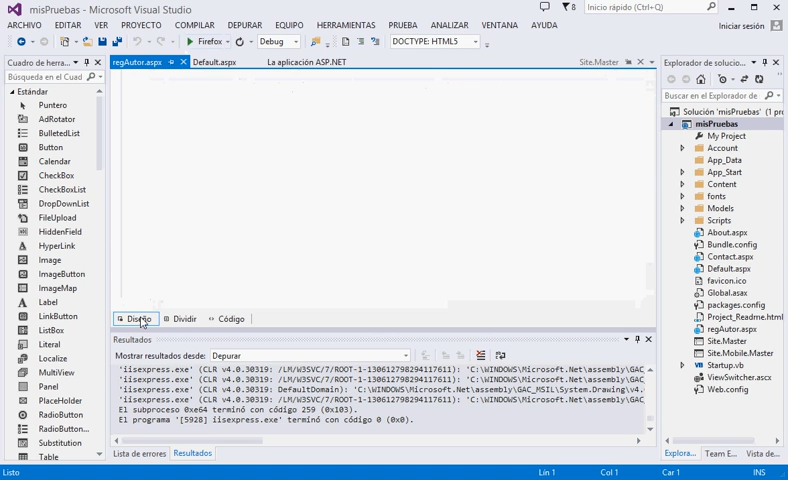 misPruebas - Microsoft Visual Studio
8
Inicio rápido (Ctrl+Q)
ARCHIVO EDITAR VER PROYECTO COMPILAR DEPURAR EQUIPO HERRAMIENTAS PRUEBA ANALIZAR VENTANA AYUDA
Iniciar sesión
Firefox
Debug
DOCTYPE: HTML5
Cuadro de herra...
Búsqueda en el Cuad
Estándar
Puntero
AdRotator
BulletedList
Button
Calendar
CheckBox
CheckBoxList
DropDownList
FileUpload
HiddenField
HyperLink
Image
ImageButton
ImageMap
Label
LinkButton
ListBox
Literal
Localize
MultiView
Panel
PlaceHolder
RadioButton
RadioButton...
Substitution
Table
regAutor.aspx
Default.aspx
La aplicación ASP.NET
Site.Master
Diseño
Dividir
Código
Resultados
Mostrar resultados desde: Depurar
'iisexpress.exe' (CLR v4.0.30319: /LM/W3SVC/7/ROOT-1-130612798294117611): 'C:\WINDOWS\Microsoft.Net\assembly\GAC_
'iisexpress.exe' (CLR v4.0.30319: /LM/W3SVC/7/ROOT-1-130612798294117611): 'C:\WINDOWS\Microsoft.Net\assembly\GAC_
'iisexpress.exe' (CLR v4.0.30319: DefaultDomain): 'C:\WINDOWS\Microsoft.Net\assembly\GAC_MSIL\System.Drawing\v4.
'iisexpress.exe' (CLR v4.0.30319: /LM/W3SVC/7/ROOT-1-130612798294117611): 'C:\WINDOWS\Microsoft.Net\assembly\GAC_
El subproceso 0xe64 terminó con código 259 (0x103).
El programa '[5928] iisexpress.exe' terminó con código 0 (0x0).
Lista de errores
Resultados
Explorador de solucio...
Buscar en el Explorador de
Solución 'misPruebas' (1 pro
misPruebas
My Project
Account
App_Data
App_Start
Content
fonts
Models
Scripts
About.aspx
Bundle.config
Contact.aspx
Default.aspx
favicon.ico
Global.asax
packages.config
Project_Readme.html
regAutor.aspx
Site.Master
Site.Mobile.Master
Startup.vb
ViewSwitcher.ascx
Web.config
Explora...
Team E...
Vista de...
Listo
Lín 1
Col 1
Car 1
INS